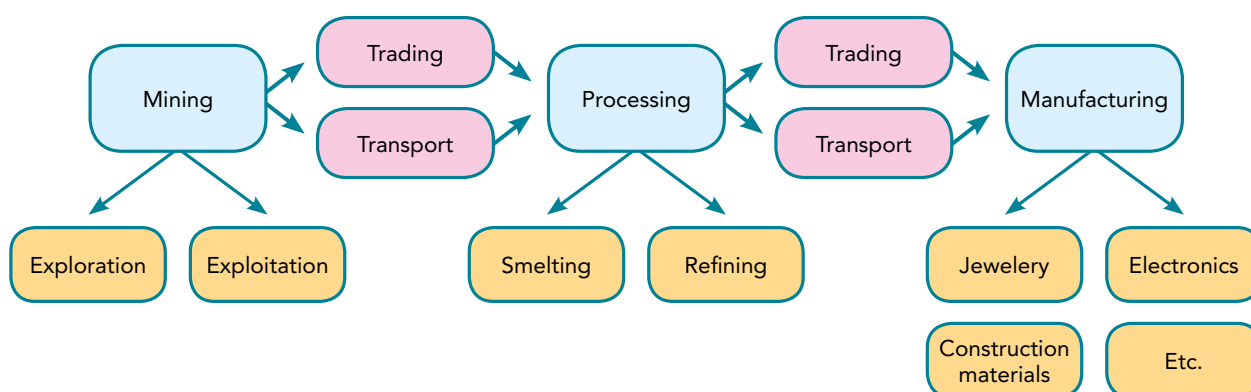 Trading
Trading
Mining
Processing
Manufacturing
Transport
Transport
Exploration
Exploitation
Smelting
Refining
Jewelery
Electronics
Construction
materials
Etc.